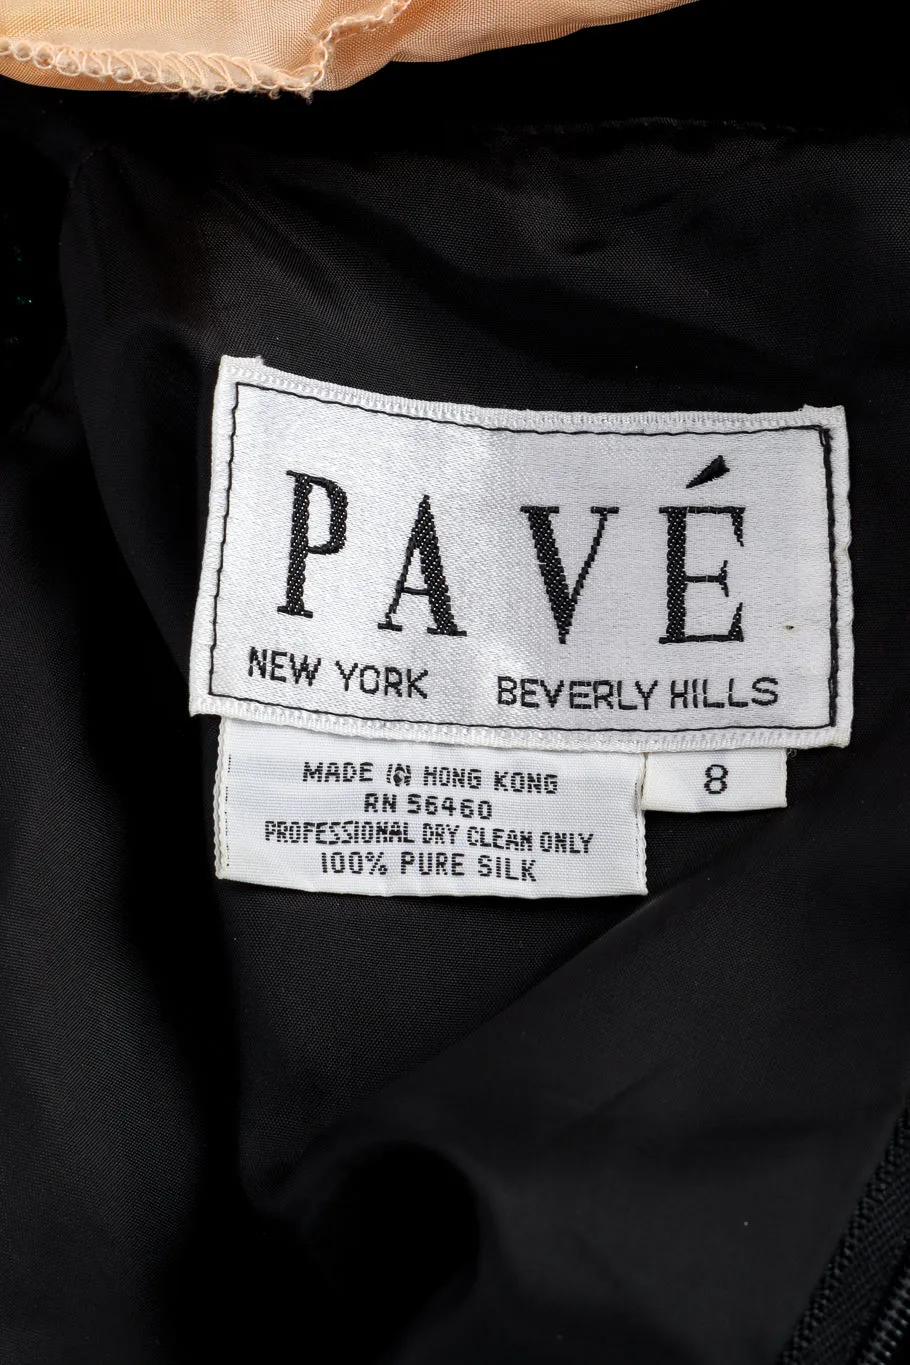 PAVÉ
NEW YORK BEVERLY HILLS
MADE IN HONG KONG
RN 56460
PROFESSIONAL DRY CLEAN ONLY
100% PURE SILK
8